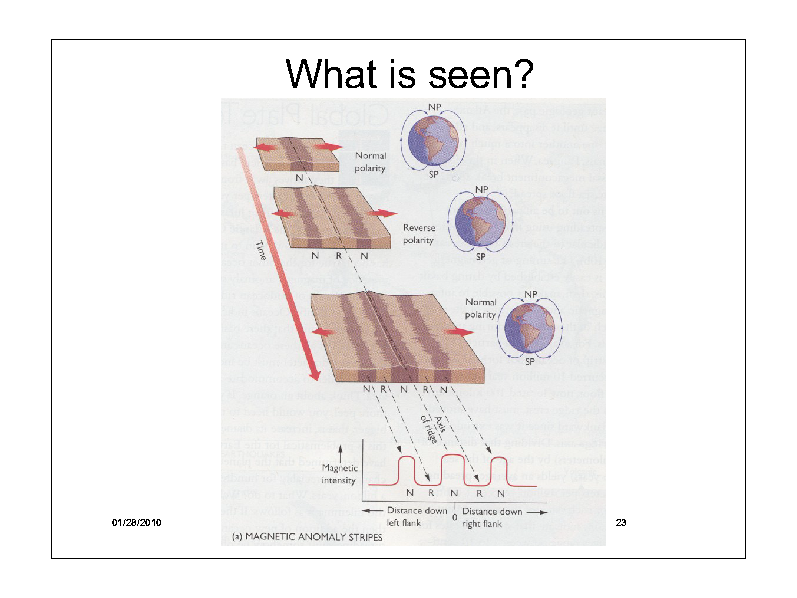 What is seen?
NP
Normal
polarity
SP
N
NP
Reverse
polarity
SP
N R N
Time
NP
Normal
polarity
SP
N R N R N
Axis
of ridge
Magnetic
intensity
N R N R N
Distance down
left flank
0
Distance down
right flank
(a) MAGNETIC ANOMALY STRIPES
01/28/2010
23